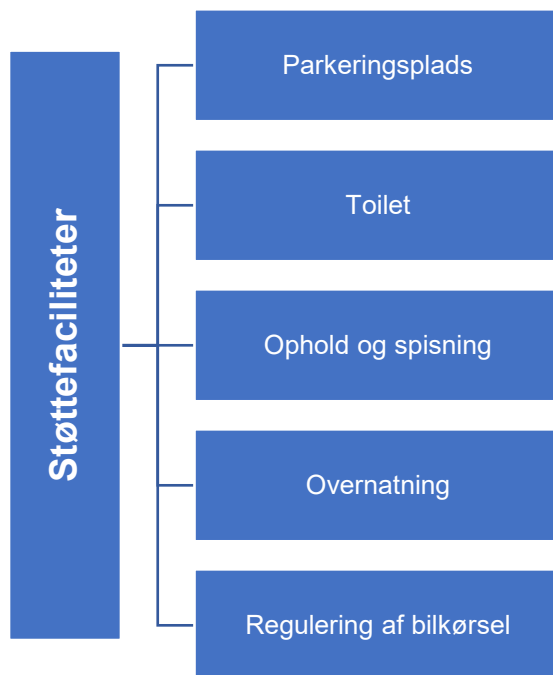 Støttefaciliteter
Parkeringsplads
Toilet
Ophold og spisning
Overnatning
Regulering af bilkørsel